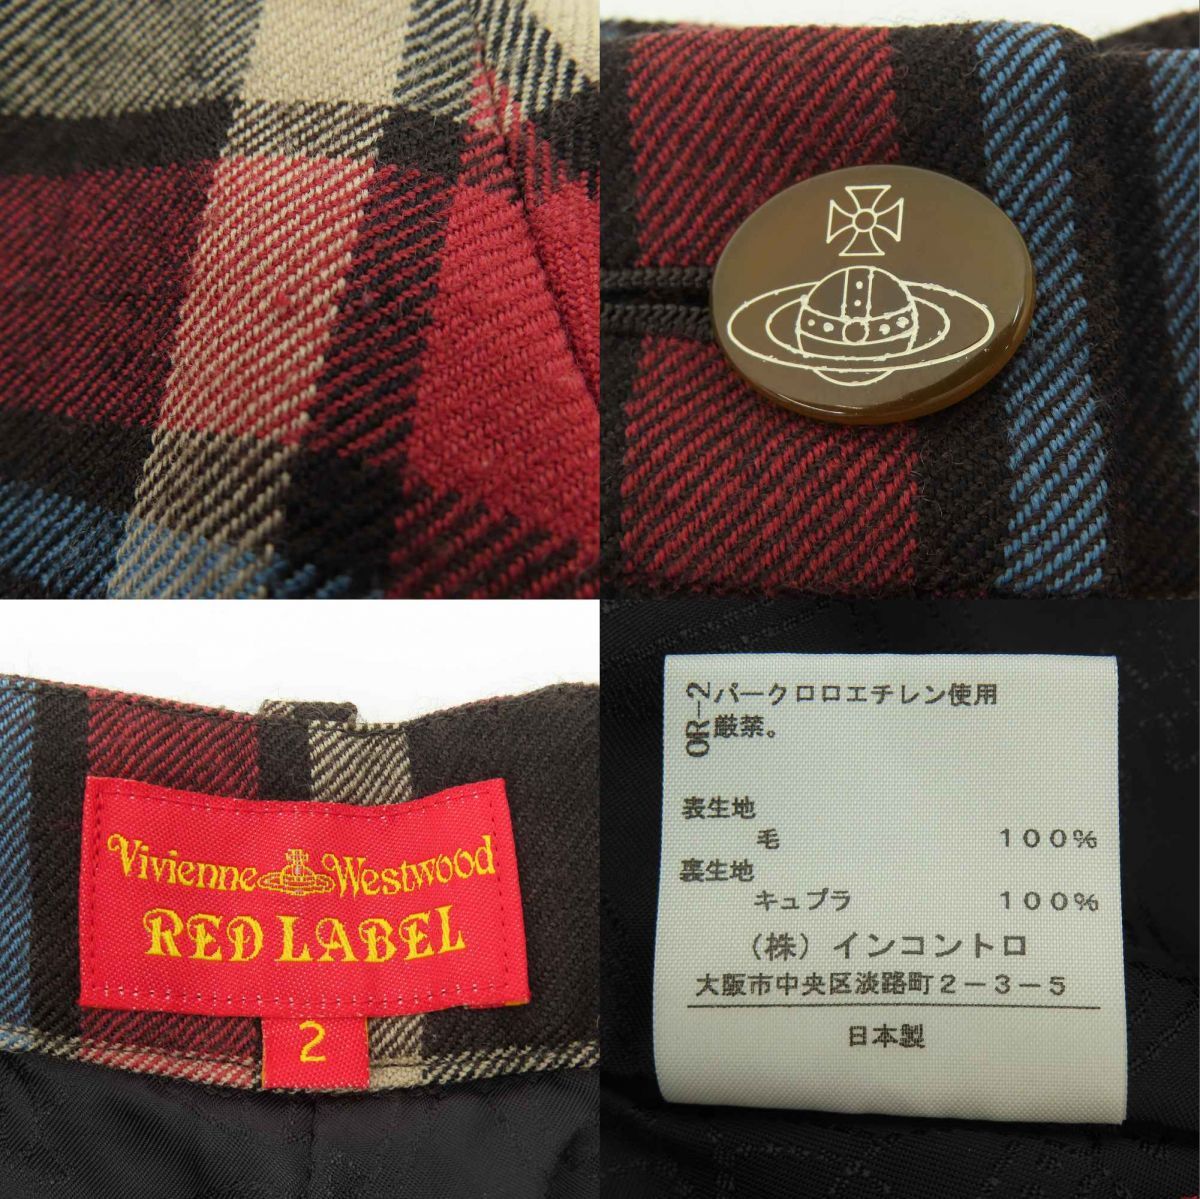 Vivienne Westwood
RED LABEL
2
OR-2
パークロロエチレン使用
厳禁。
表生地
毛 100%
裏生地
キュプラ 100%
(株)インコントロ
大阪市中央区淡路町2-3-5
日本製